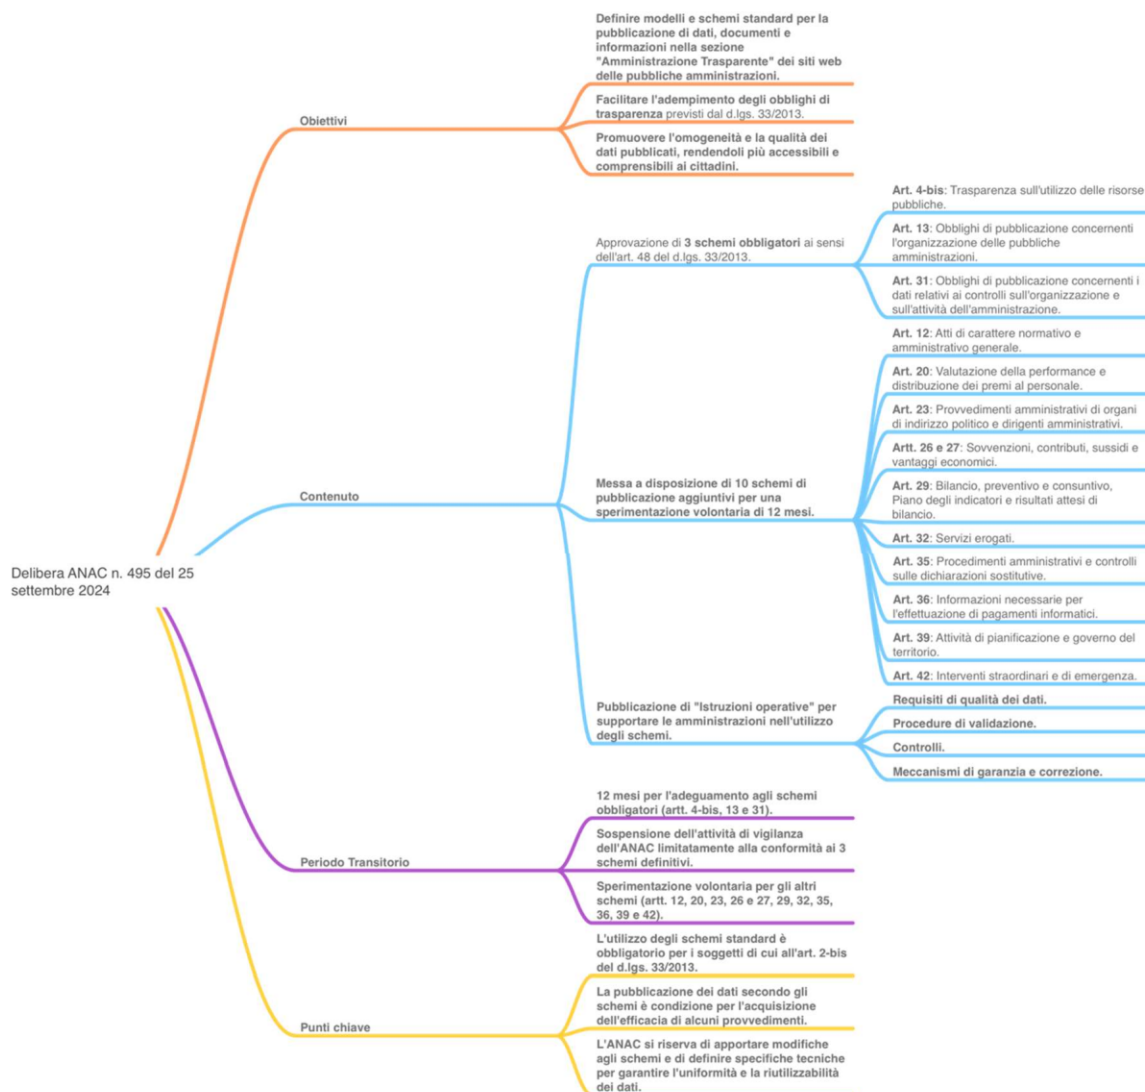 Delibera ANAC n. 495 del 25
settembre 2024
Obiettivi
Definire modelli e schemi standard per la
pubblicazione di dati, documenti e
informazioni nella sezione
"Amministrazione Trasparente" dei siti web
delle pubbliche amministrazioni.
Facilitare l'adempimento degli obblighi di
trasparenza previsti dal d.lgs. 33/2013.
Promuovere l'omogeneità e la qualità dei
dati pubblicati, rendendoli più accessibili e
comprensibili ai cittadini.
Contenuto
Approvazione di 3 schemi obbligatori ai sensi
dell'art. 48 del d.lgs. 33/2013.
Art. 4-bis: Trasparenza sull'utilizzo delle risorse
pubbliche.
Art. 13: Obblighi di pubblicazione concernenti
l'organizzazione delle pubbliche
amministrazioni.
Art. 31: Obblighi di pubblicazione concernenti i
dati relativi ai controlli sull'organizzazione e
sull'attività dell'amministrazione.
Messa a disposizione di 10 schemi di
pubblicazione aggiuntivi per una
sperimentazione volontaria di 12 mesi.
Art. 12: Atti di carattere normativo e
amministrativo generale.
Art. 20: Valutazione della performance e
distribuzione dei premi al personale.
Art. 23: Provvedimenti amministrativi di organi
di indirizzo politico e dirigenti amministrativi.
Artt. 26 e 27: Sovvenzioni, contributi, sussidi e
vantaggi economici.
Art. 29: Bilancio, preventivo e consuntivo,
Piano degli indicatori e risultati attesi di
bilancio.
Art. 32: Servizi erogati.
Art. 35: Procedimenti amministrativi e controlli
sulle dichiarazioni sostitutive.
Art. 36: Informazioni necessarie per
l'effettuazione di pagamenti informatici.
Art. 39: Attività di pianificazione e governo del
territorio.
Art. 42: Interventi straordinari e di emergenza.
Pubblicazione di "Istruzioni operative" per
supportare le amministrazioni nell'utilizzo
degli schemi.
Requisiti di qualità dei dati.
Procedure di validazione.
Controlli.
Meccanismi di garanzia e correzione.
Periodo Transitorio
12 mesi per l'adeguamento agli schemi
obbligatori (artt. 4-bis, 13 e 31).
Sospensione dell'attività di vigilanza
dell'ANAC limitatamente alla conformità ai 3
schemi definitivi.
Sperimentazione volontaria per gli altri
schemi (artt. 12, 20, 23, 26 e 27, 29, 32, 35,
36, 39 e 42).
Punti chiave
L'utilizzo degli schemi standard è
obbligatorio per i soggetti di cui all'art. 2-bis
del d.lgs. 33/2013.
La pubblicazione dei dati secondo gli
schemi è condizione per l'acquisizione
dell'efficacia di alcuni provvedimenti.
L'ANAC si riserva di apportare modifiche
agli schemi e di definire specifiche tecniche
per garantire l'uniformità e la riutilizzabilità
dei dati.